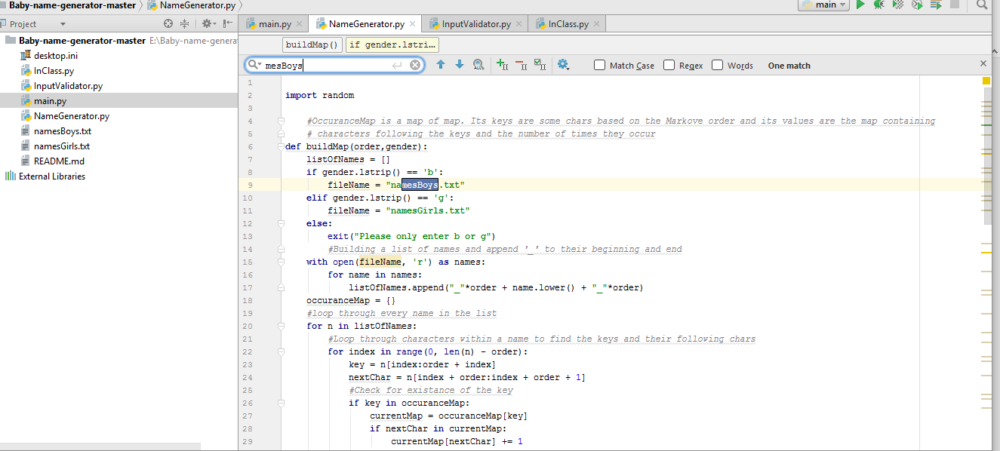 Baby-name-generator-master NameGenerator.py main
Project main.py NameGenerator.py InputValidator.py InClass.py
Baby-name-generator-master E:\Baby-name-genera
desktop.ini
InClass.py
InputValidator.py
main.py
NameGenerator.py
namesBoys.txt
namesGirls.txt
README.md
External Libraries
buildMap() if gender.lstri...
mesBoys Match Case Regex Words One match
1
2 import random
3
4 #OccuranceMap is a map of map. Its keys are some chars based on the Markove order and its values are the map containing
5 # characters following the keys and the number of times they occur
6 def buildMap(order,gender):
7 listOfNames = []
8 if gender.lstrip() == 'b':
9 fileName = "namesBoys.txt"
10 elif gender.lstrip() == 'g':
11 fileName = "namesGirls.txt"
12 else:
13 exit("Please only enter b or g")
14 #Building a list of names and append '_' to their beginning and end
15 with open(fileName, 'r') as names:
16 for name in names:
17 listOfNames.append("_"*order + name.lower() + "_"*order)
18 occuranceMap = {}
19 #loop through every name in the list
20 for n in listOfNames:
21 #Loop through characters within a name to find the keys and their following chars
22 for index in range(0, len(n) - order):
23 key = n[index:order + index]
24 nextChar = n[index + order:index + order + 1]
25 #Check for existance of the key
26 if key in occuranceMap:
27 currentMap = occuranceMap[key]
28 if nextChar in currentMap:
29 currentMap[nextChar] += 1